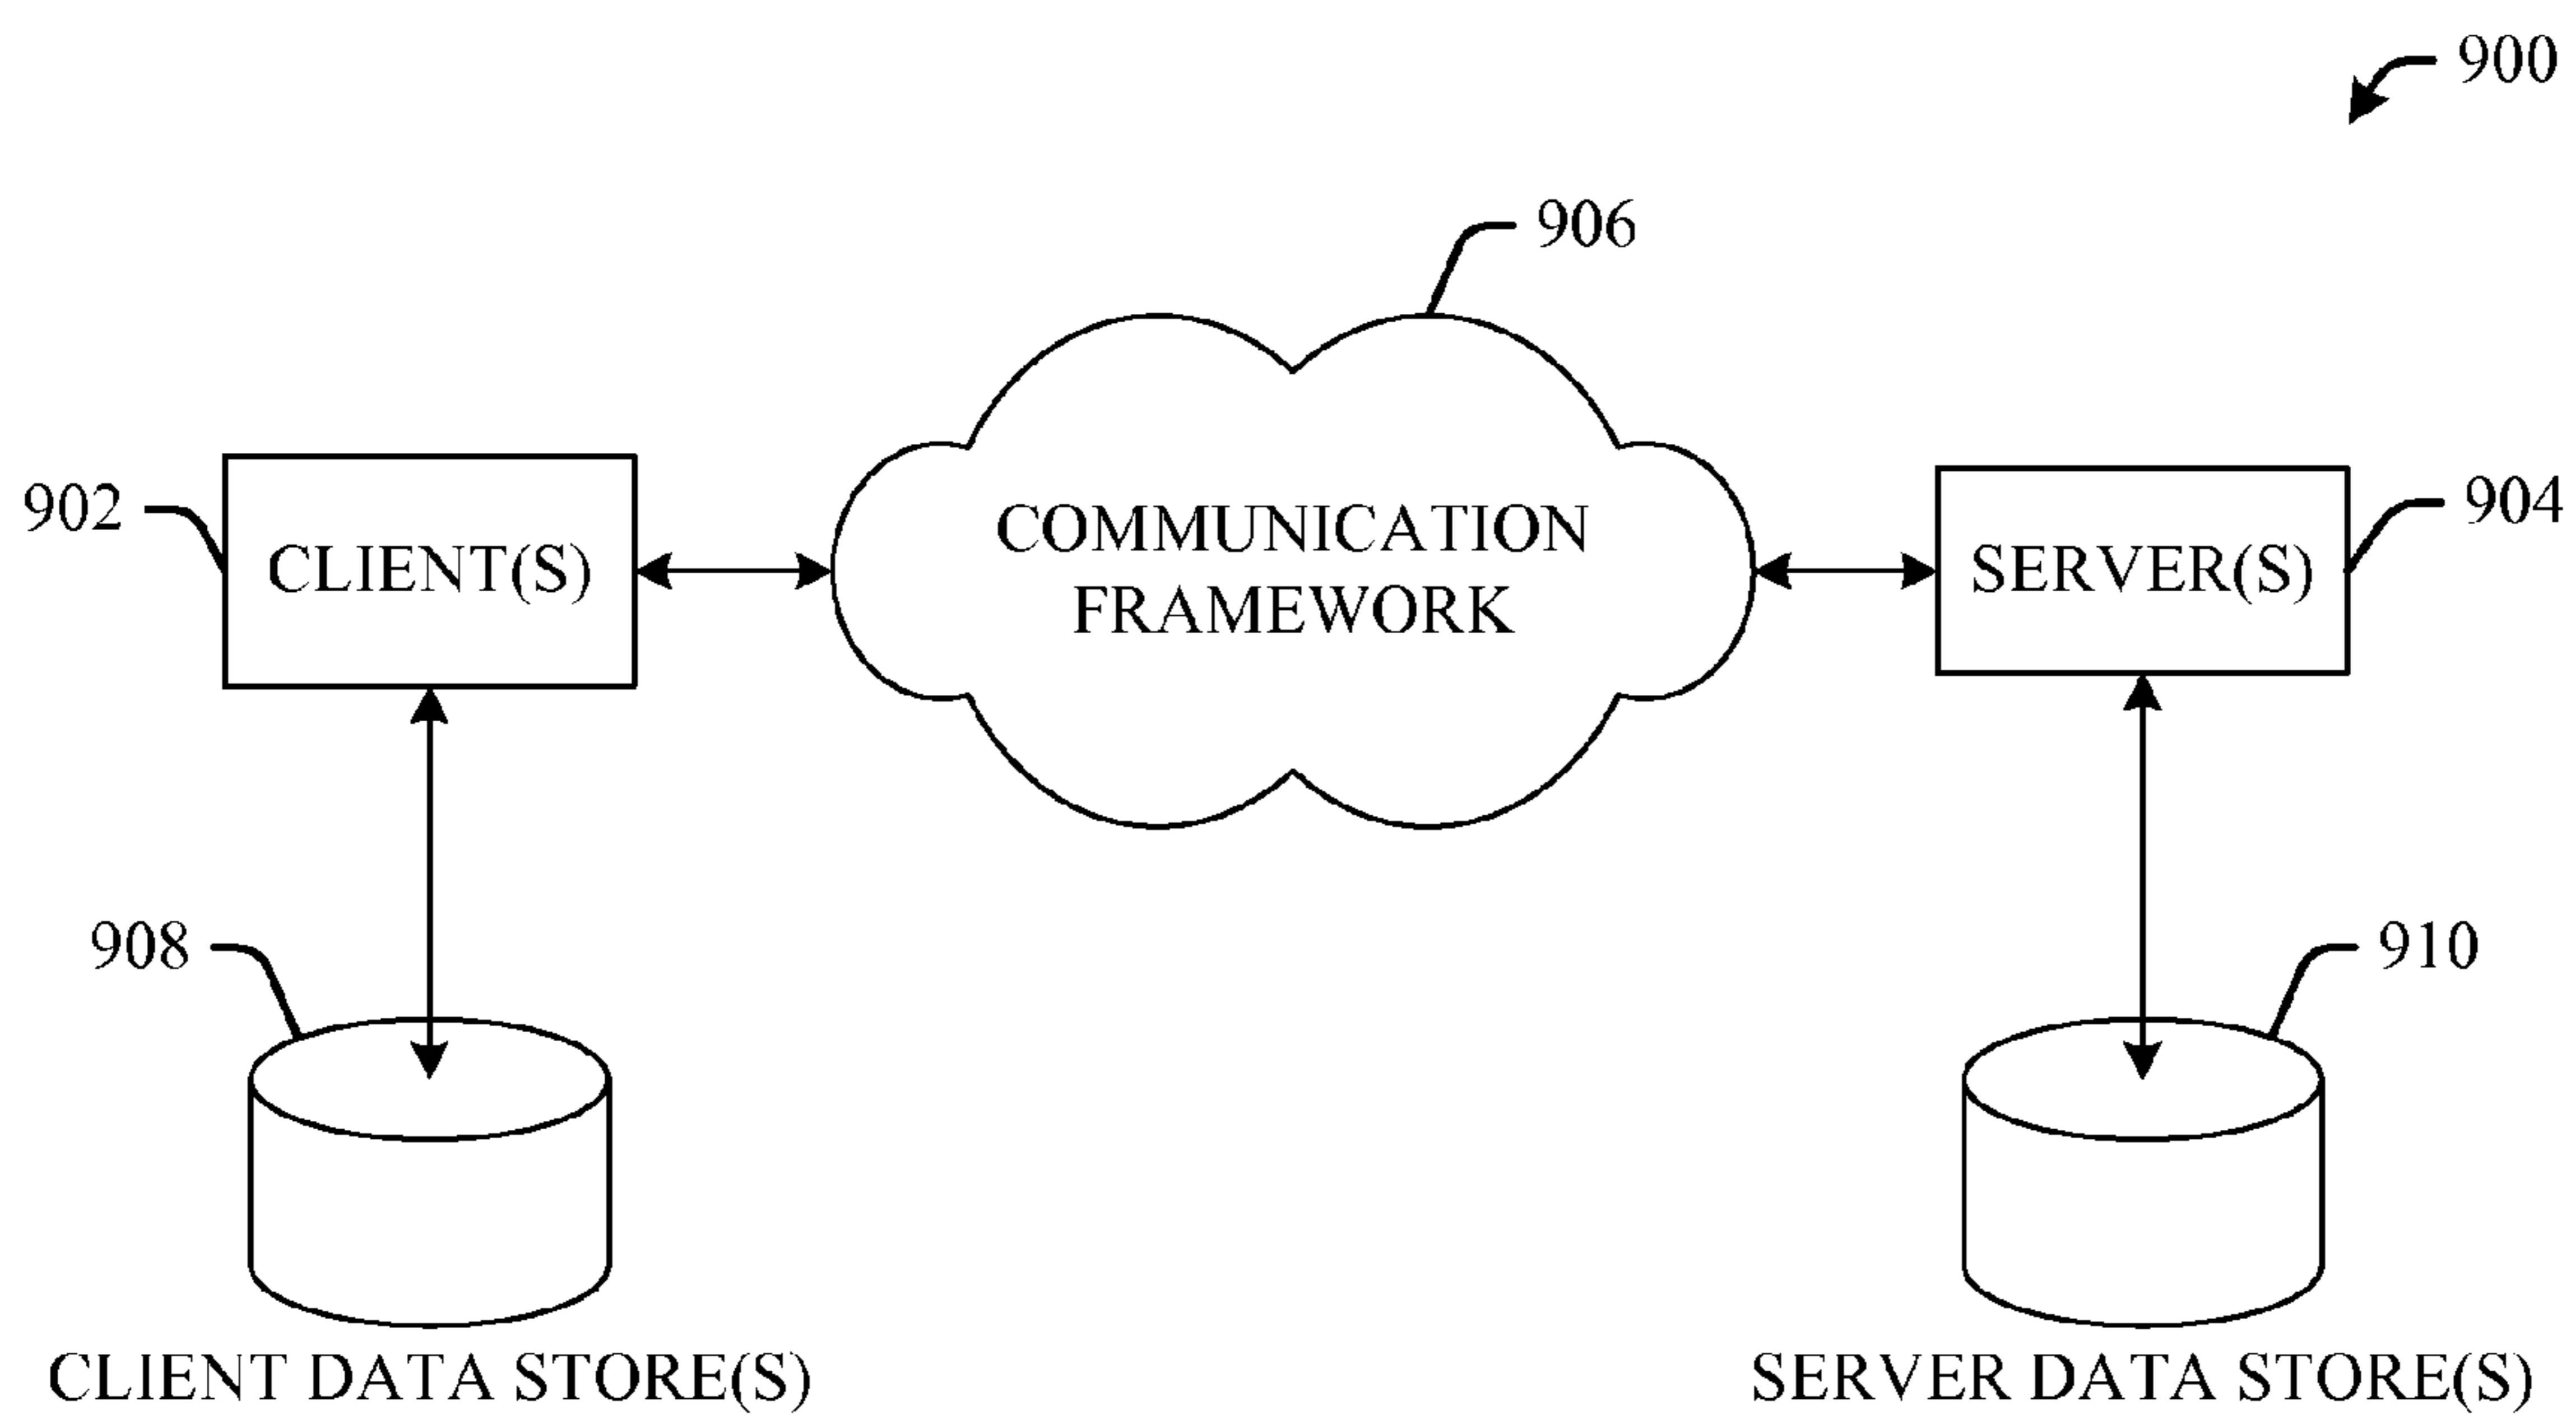 900
906
902
CLIENT(S)
COMMUNICATION
FRAMEWORK
SERVER(S)
904
908
910
CLIENT DATA STORE(S)
SERVER DATA STORE(S)